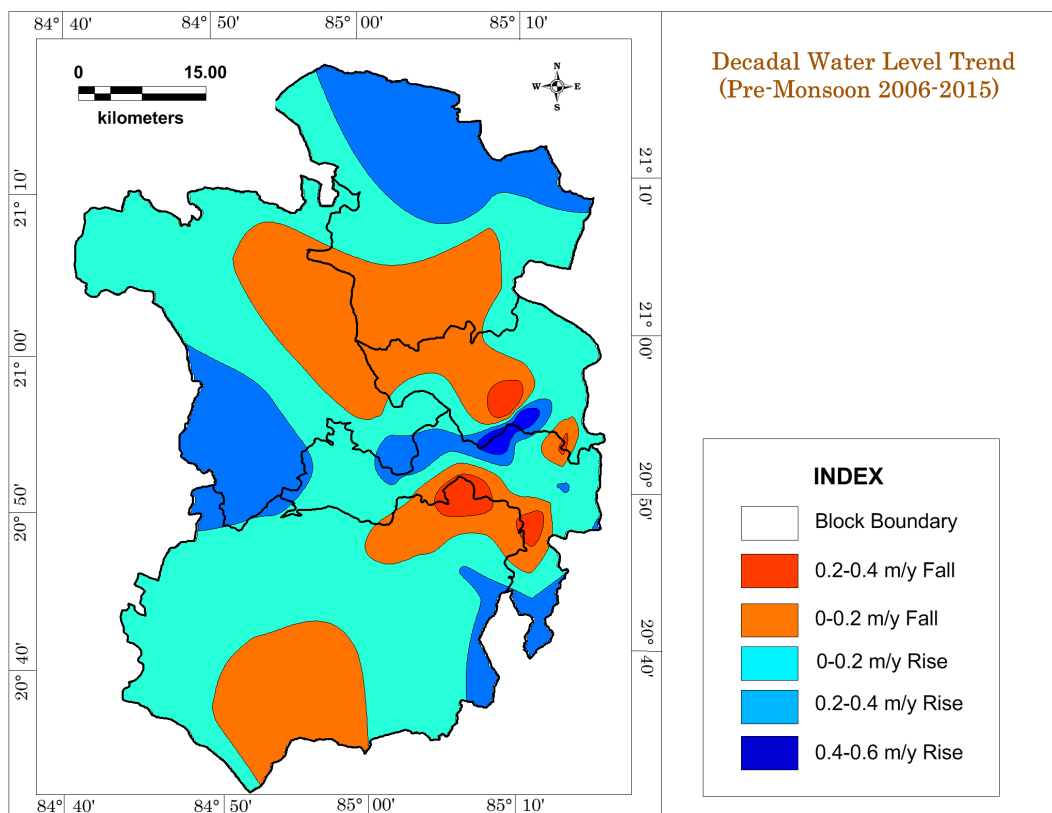 84° 40'
84° 50'
85° 00'
85° 10'
0 15.00
kilometers
N
W E
S
Decadal Water Level Trend
(Pre-Monsoon 2006-2015)
21° 10'
21° 00'
20° 50'
20° 40'
21° 10'
21° 00'
20° 50'
20° 40'
INDEX
Block Boundary
0.2-0.4 m/y Fall
0-0.2 m/y Fall
0-0.2 m/y Rise
0.2-0.4 m/y Rise
0.4-0.6 m/y Rise
84° 40'
84° 50'
85° 00'
85° 10'